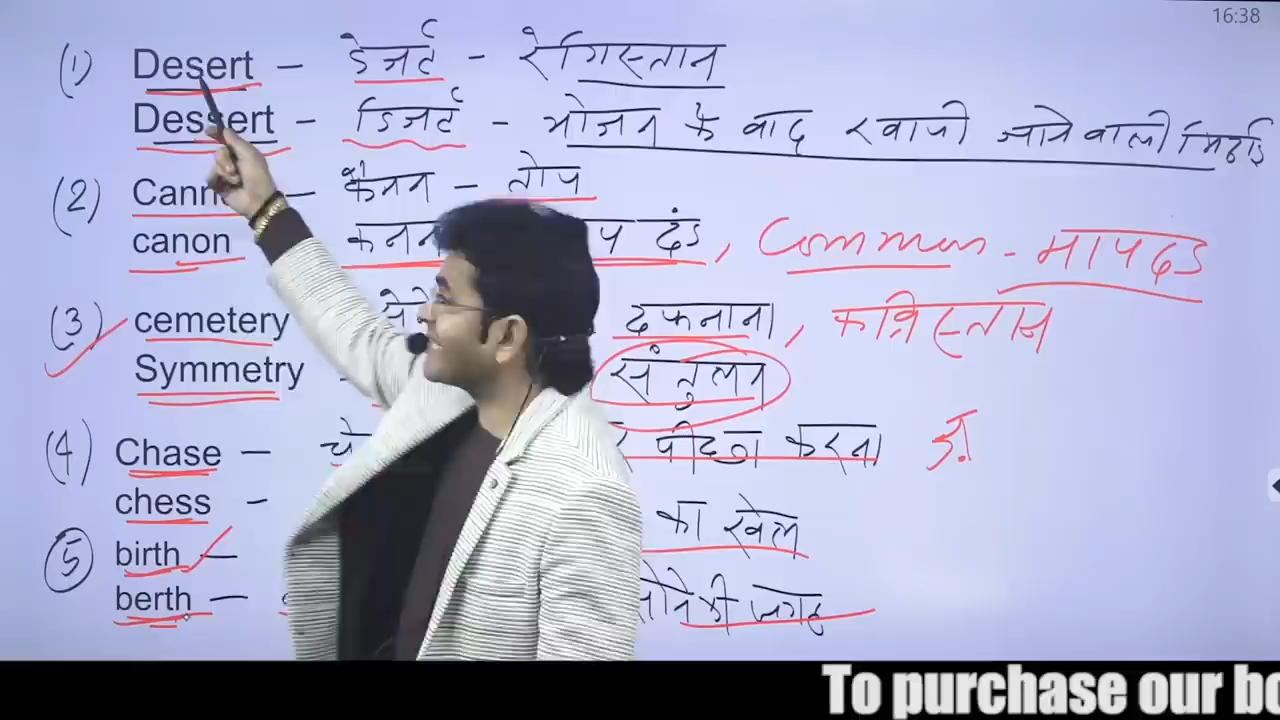 16:38
(1) Desert - डेजर्ट - रेगिस्तान
Dessert - डिजर्ट - भोजन के बाद खायी जाने वाली मिठाई
(2) Cann - कैनन - तोप
canon कैनन प दंड, Common - मापदंड
(3) cemetery दफनाना, कब्रिस्तान
Symmetry संतुलन
(4) Chase - चे पीछा करना
chess - का खेल
(5) birth -
berth - सोने की जगह
To purchase our bo